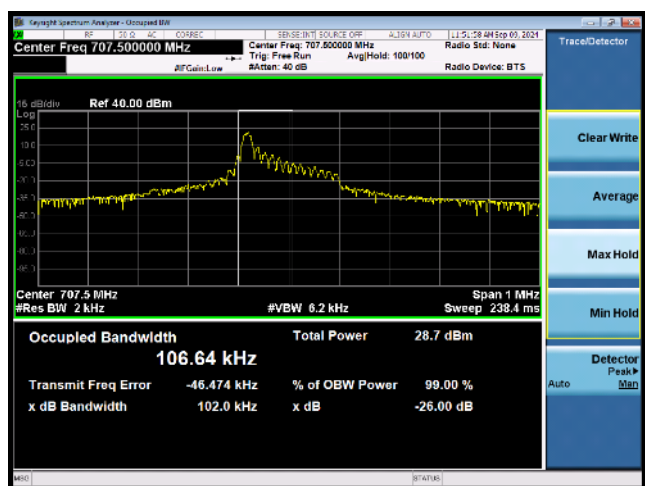 Keysight Spectrum Analyzer - Occupied BW
RF
AC
CORREC
SENSE:INT
SOURCE OFF
ALIGN AUTO
11:51:58 AM Sep 09, 2024
Center Freq 707.500000 MHz
Center Freq: 707.500000 MHz
Radio Std: None
Trace/Detector
Trig: Free Run
Avg|Hold: 100/100
#IFGain:Low
#Atten: 40 dB
Radio Device: BTS
16 dB/div
Ref 40.00 dBm
Log
Clear Write
Average
Max Hold
Min Hold
Center 707.5 MHz
Span 1 MHz
#Res BW 2 kHz
#VBW 6.2 kHz
Sweep 238.4 ms
Occupied Bandwidth
Total Power
28.7 dBm
106.64 kHz
Transmit Freq Error
-46.474 kHz
% of OBW Power
99.00 %
x dB Bandwidth
102.0 kHz
x dB
-26.00 dB
Detector
Peak▶
Auto
Man
MSG
STATUS